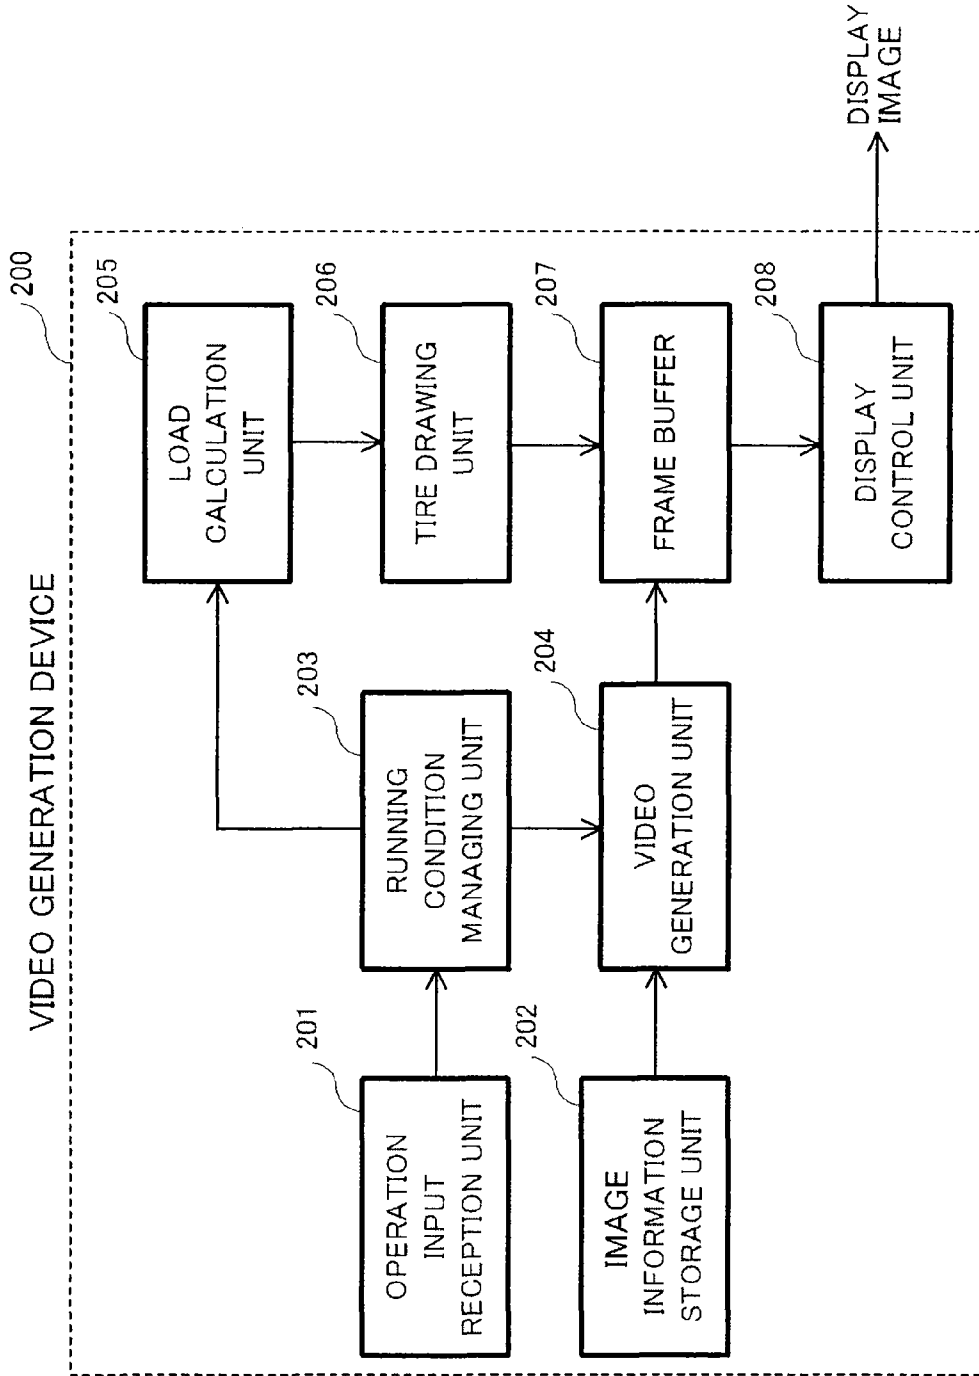 VIDEO GENERATION DEVICE
200
201
OPERATION
INPUT
RECEPTION UNIT
202
IMAGE
INFORMATION
STORAGE UNIT
203
RUNNING
CONDITION
MANAGING UNIT
204
VIDEO
GENERATION UNIT
205
LOAD
CALCULATION
UNIT
206
TIRE DRAWING
UNIT
207
FRAME BUFFER
208
DISPLAY
CONTROL UNIT
DISPLAY
IMAGE